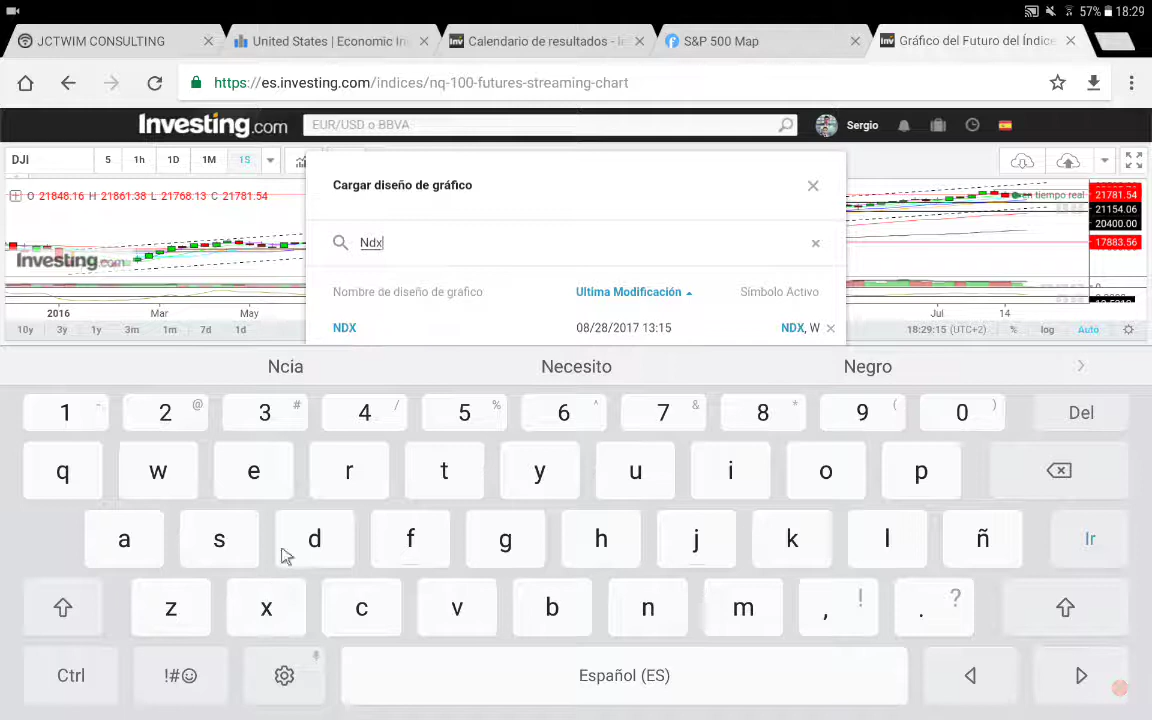 57% 18:29
JCTWIM CONSULTING
United States | Economic In
Calendario de resultados - Ie
S&P 500 Map
Gráfico del Futuro del Índice
https://es.investing.com/indices/nq-100-futures-streaming-chart
Investing.com
EUR/USD o BBVA
Sergio
DJI
5 1h 1D 1M 1S
O 21848.16 H 21861.38 L 21768.13 C 21781.54
Cargar diseño de gráfico
Ndx
Nombre de diseño de gráfico Ultima Modificación Símbolo Activo
NDX 08/28/2017 13:15 NDX, W
en tiempo real
21781.54
21154.06
20400.00
17883.56
Investing.com
2016 Mar May Jul 14
10y 3y 1y 3m 1m 7d 1d 18:29:15 (UTC+2) % log Auto
Ncia Necesito Negro
1 2 @ 3 # 4 / 5 % 6 ^ 7 & 8 * 9 ( 0 ) Del
q w e r t y u i o p
a s d f g h j k l ñ Ir
z x c v b n m , ! . ?
Ctrl !#☺ Español (ES)